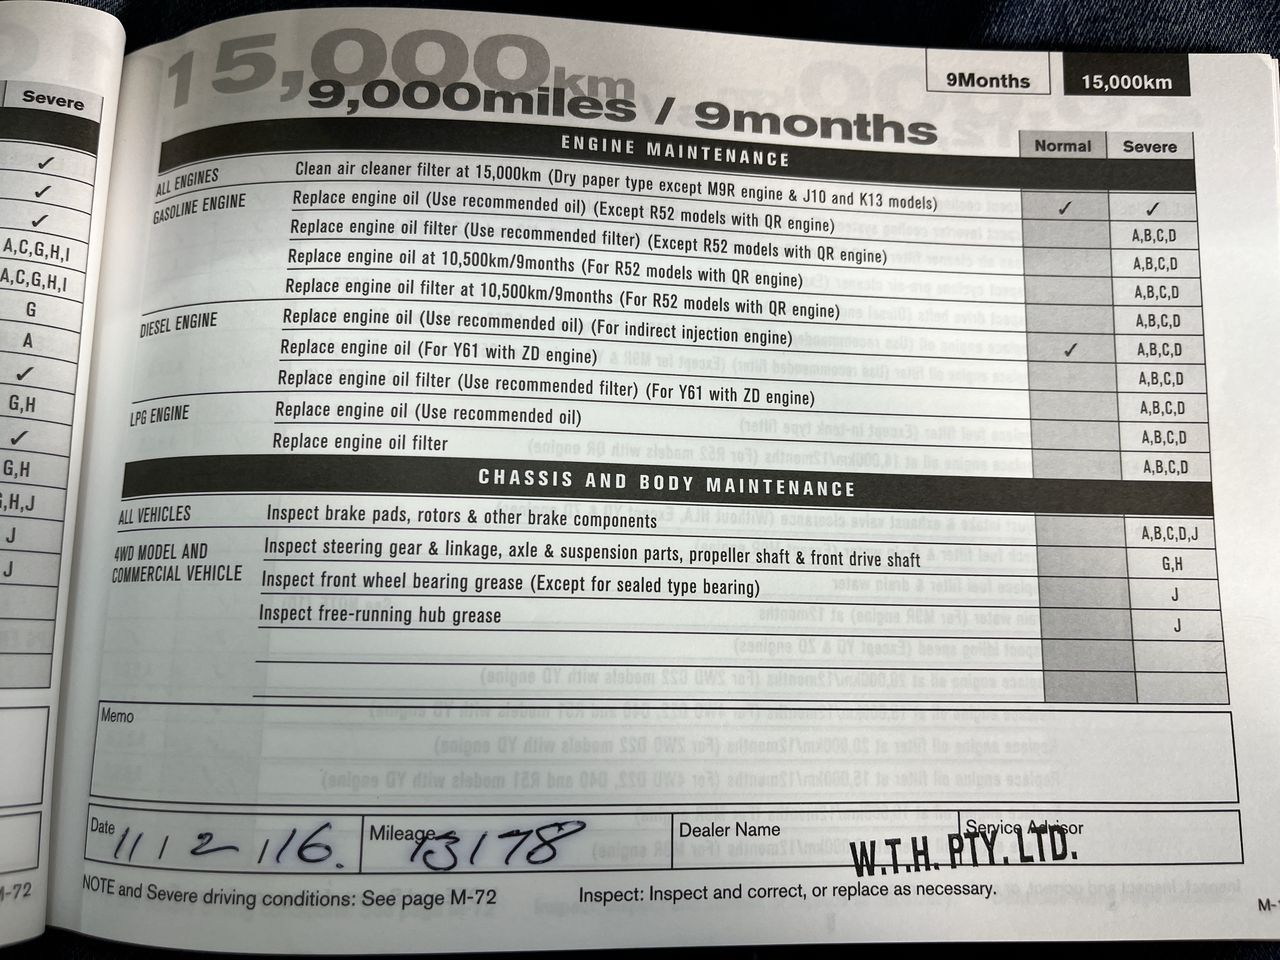 Severe
✓
✓
✓
A,C,G,H,I
A,C,G,H,I
G
A
✓
G,H
✓
G,H
,H,J
J
J
M-72
15,000km
9,000miles / 9months
9Months
15,000km
ENGINE MAINTENANCE Normal Severe
ALL ENGINES Clean air cleaner filter at 15,000km (Dry paper type except M9R engine & J10 and K13 models) ✓ ✓
GASOLINE ENGINE Replace engine oil (Use recommended oil) (Except R52 models with QR engine) A,B,C,D
Replace engine oil filter (Use recommended filter) (Except R52 models with QR engine) A,B,C,D
Replace engine oil at 10,500km/9months (For R52 models with QR engine) A,B,C,D
Replace engine oil filter at 10,500km/9months (For R52 models with QR engine) A,B,C,D
DIESEL ENGINE Replace engine oil (Use recommended oil) (For indirect injection engine) ✓ A,B,C,D
Replace engine oil (For Y61 with ZD engine) A,B,C,D
Replace engine oil filter (Use recommended filter) (For Y61 with ZD engine) A,B,C,D
LPG ENGINE Replace engine oil (Use recommended oil) A,B,C,D
Replace engine oil filter A,B,C,D
CHASSIS AND BODY MAINTENANCE
ALL VEHICLES Inspect brake pads, rotors & other brake components A,B,C,D,J
4WD MODEL AND COMMERCIAL VEHICLE Inspect steering gear & linkage, axle & suspension parts, propeller shaft & front drive shaft G,H
Inspect front wheel bearing grease (Except for sealed type bearing) J
Inspect free-running hub grease J
Memo
Date 11/2/16. Mileage 13178 Dealer Name Service Advisor
W.T.H. PTY. LTD.
NOTE and Severe driving conditions: See page M-72 Inspect: Inspect and correct, or replace as necessary.